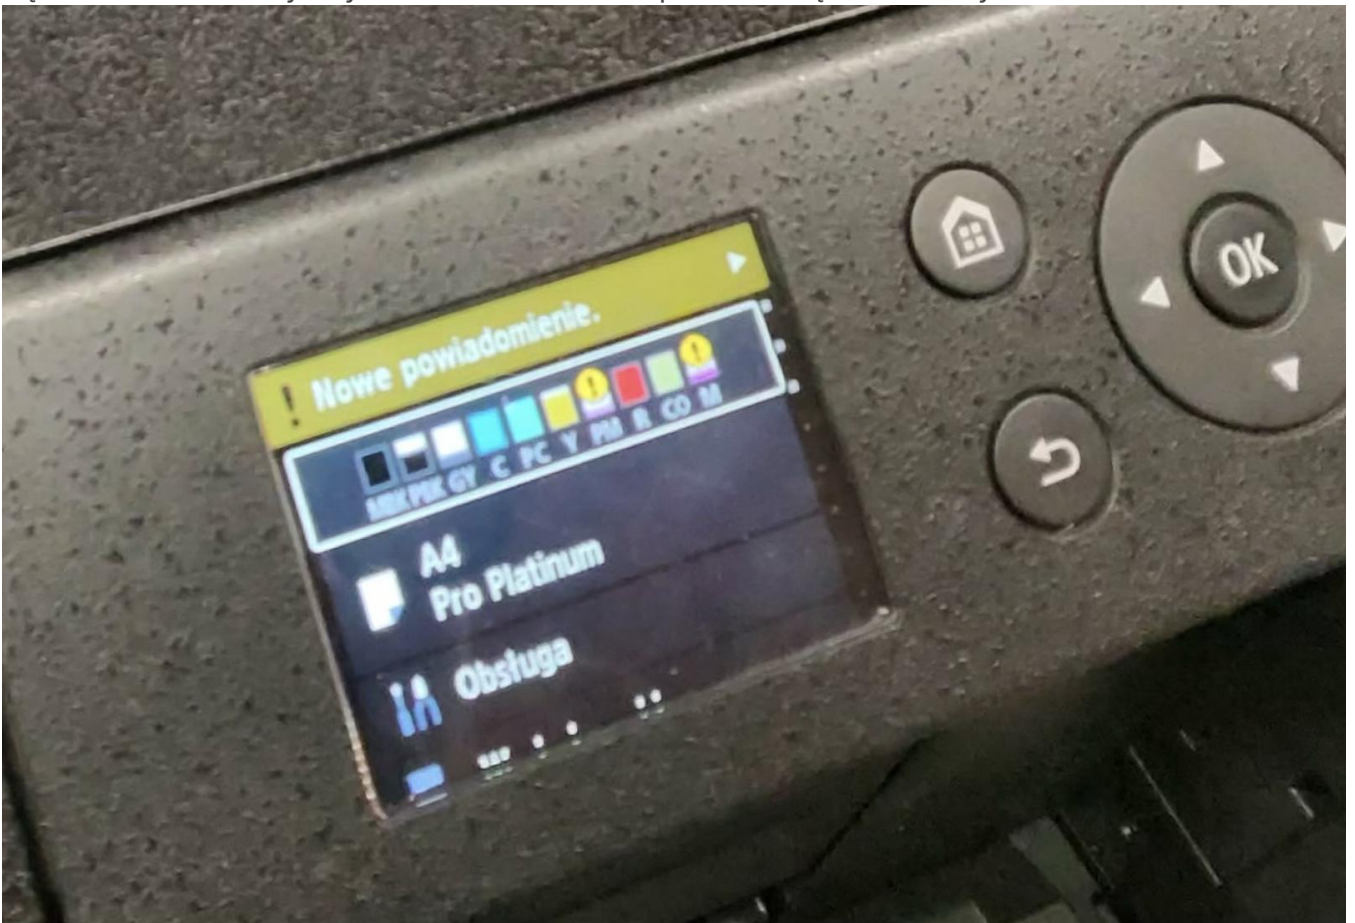 ! Nowe powiadomienie.
MBK PBK GY C PC Y PM R CO M
A4
Pro Platinum
Obsługa
OK